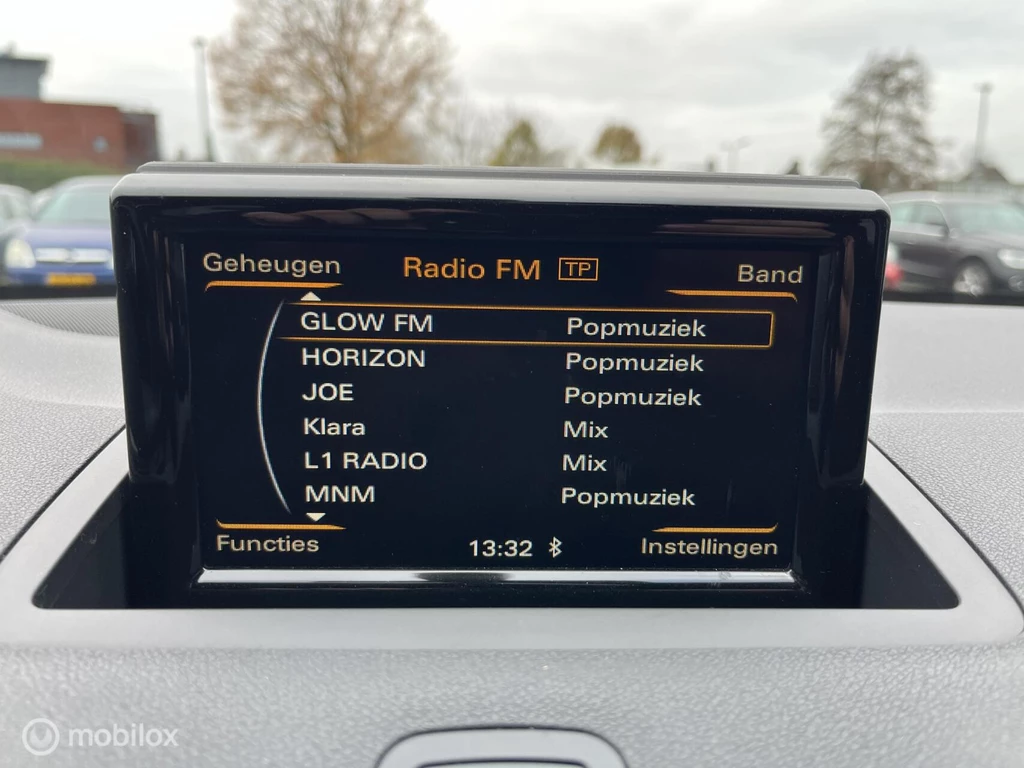 Geheugen Radio FM TP Band
GLOW FM Popmuziek
HORIZON Popmuziek
JOE Popmuziek
Klara Mix
L1 RADIO Mix
MNM Popmuziek
Functies 13:32 Instellingen
mobilox